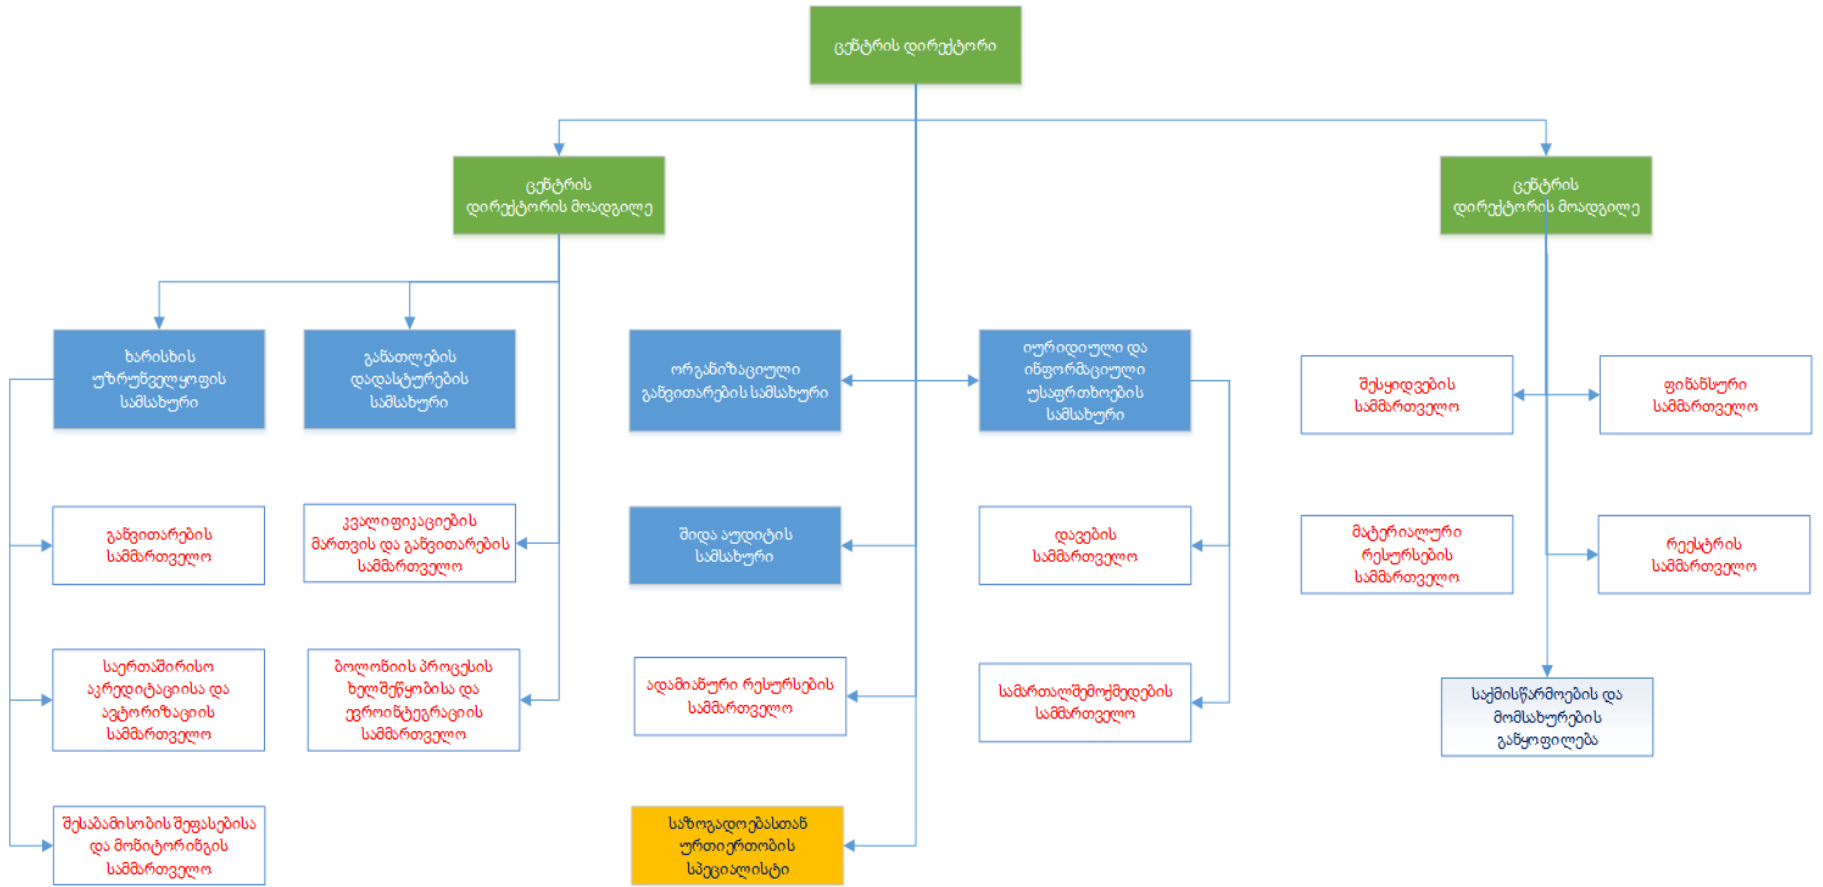 ცენტრის დირექტორი
ცენტრის
დირექტორის მოადგილე
ცენტრის
დირექტორის მოადგილე
ხარისხის
უზრუნველყოფის
სამსახური
განათლების
დადასტურების
სამსახური
ორგანიზაციული
განვითარების სამსახური
იურიდიული და
ინფორმაციული
უსაფრთხოების
სამსახური
შესყიდვების
სამმართველო
ფინანსური
სამმართველო
განვითარების
სამმართველო
კვალიფიკაციების
მართვის და განვითარების
სამმართველო
შიდა აუდიტის
სამსახური
დავების
სამმართველო
მატერიალური
რესურსების
სამმართველო
რეესტრის
სამმართველო
საერთაშირისო
აკრედიტაციისა და
ავტორიზაციის
სამმართველო
ბოლონიის პროცესის
ხელშეწყობისა და
ევროინტეგრაციის
სამმართველო
ადამიანური რესურსების
სამმართველო
სამართალშემოქმედების
სამმართველო
საქმისწარმოების და
მომსახურების
განყოფილება
შესაბამისობის შეფასებისა
და მონიტორინგის
სამმართველო
საზოგადოებასთან
ურთიერთობის
სპეციალისტი